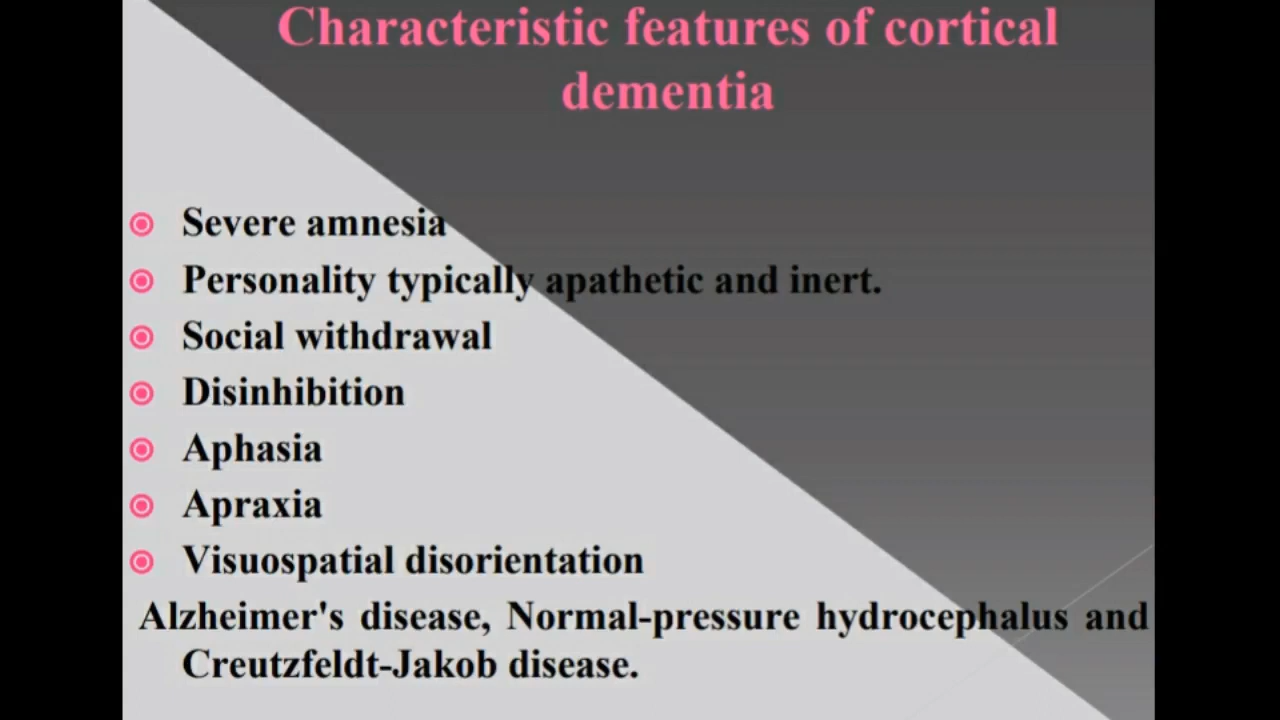 Characteristic features of cortical
dementia
Severe amnesia
Personality typically apathetic and inert.
Social withdrawal
Disinhibition
Aphasia
Apraxia
Visuospatial disorientation
Alzheimer's disease, Normal-pressure hydrocephalus and
Creutzfeldt-Jakob disease.